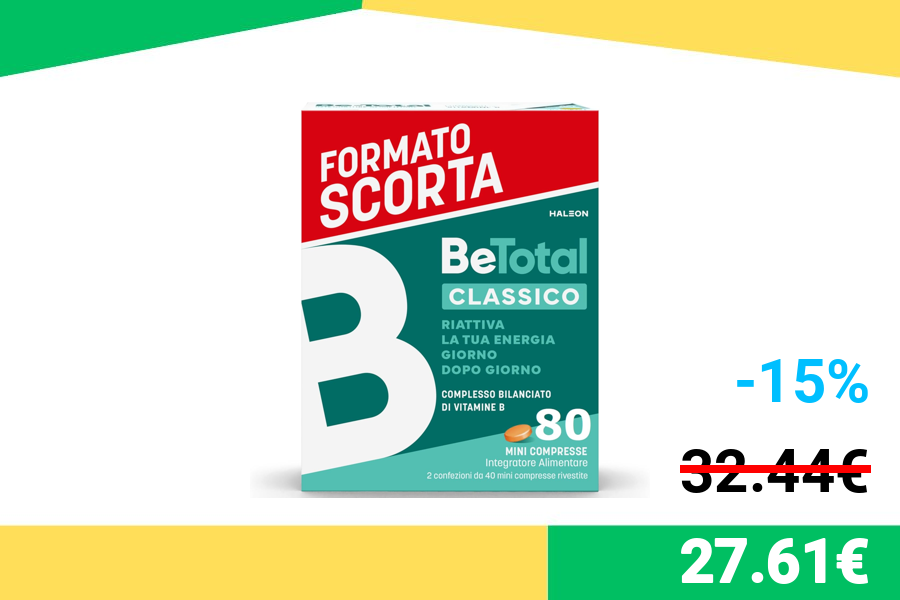 BeTotal
FORMATO
SCORTA
HALEON
BeTotal
CLASSICO
RIATTIVA
LA TUA ENERGIA
GIORNO
DOPO GIORNO
COMPLESSO BILANCIATO
DI VITAMINE B
80
MINI COMPRESSE
Integratore Alimentare
2 confezioni da 40 mini compresse rivestite
-15%
32.44€
27.61€